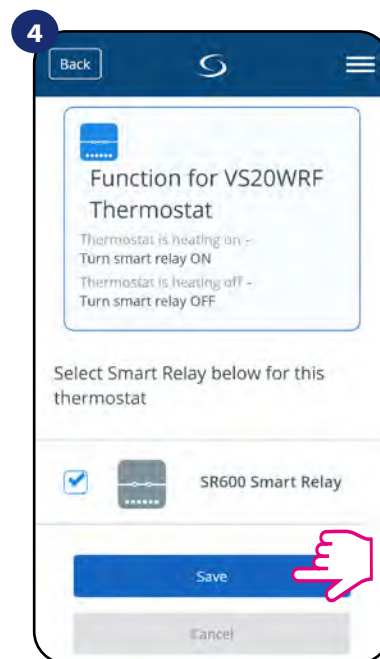 4
Back
Function for VS20WRF
Thermostat
Thermostat is heating on –
Turn smart relay ON
Thermostat is heating off –
Turn smart relay OFF
Select Smart Relay below for this
thermostat
SR600 Smart Relay
Save
Cancel